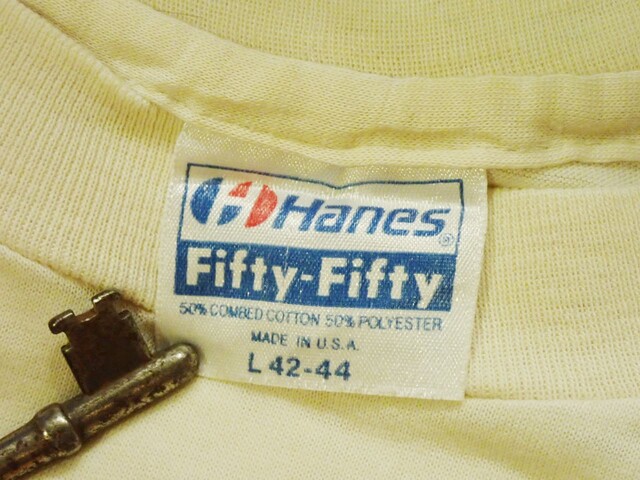 Hanes®
Fifty-Fifty
50% COMBED COTTON 50% POLYESTER
MADE IN U.S.A.
L 42-44